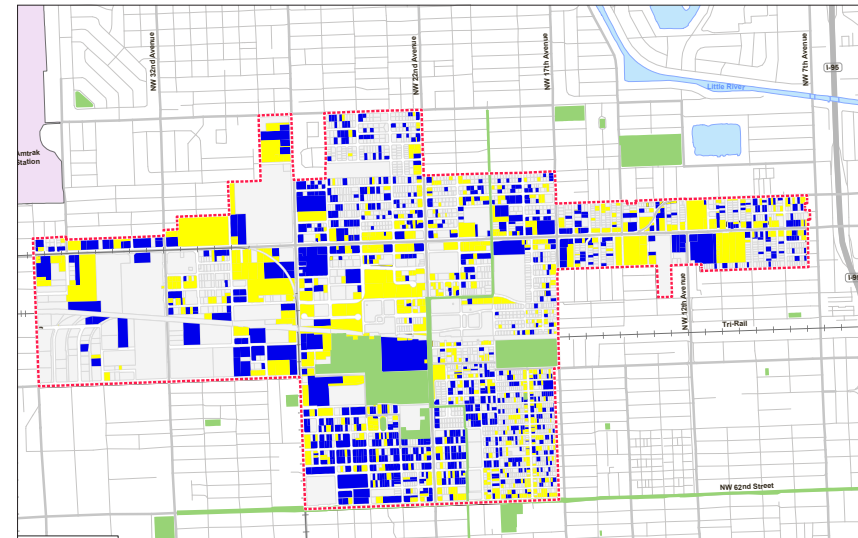 NW 32nd Avenue
NW 22nd Avenue
NW 17th Avenue
NW 7th Avenue
I-95
Little River
Amtrak
Station
I-95
NW 12th Avenue
Tri-Rail
NW 62nd Street